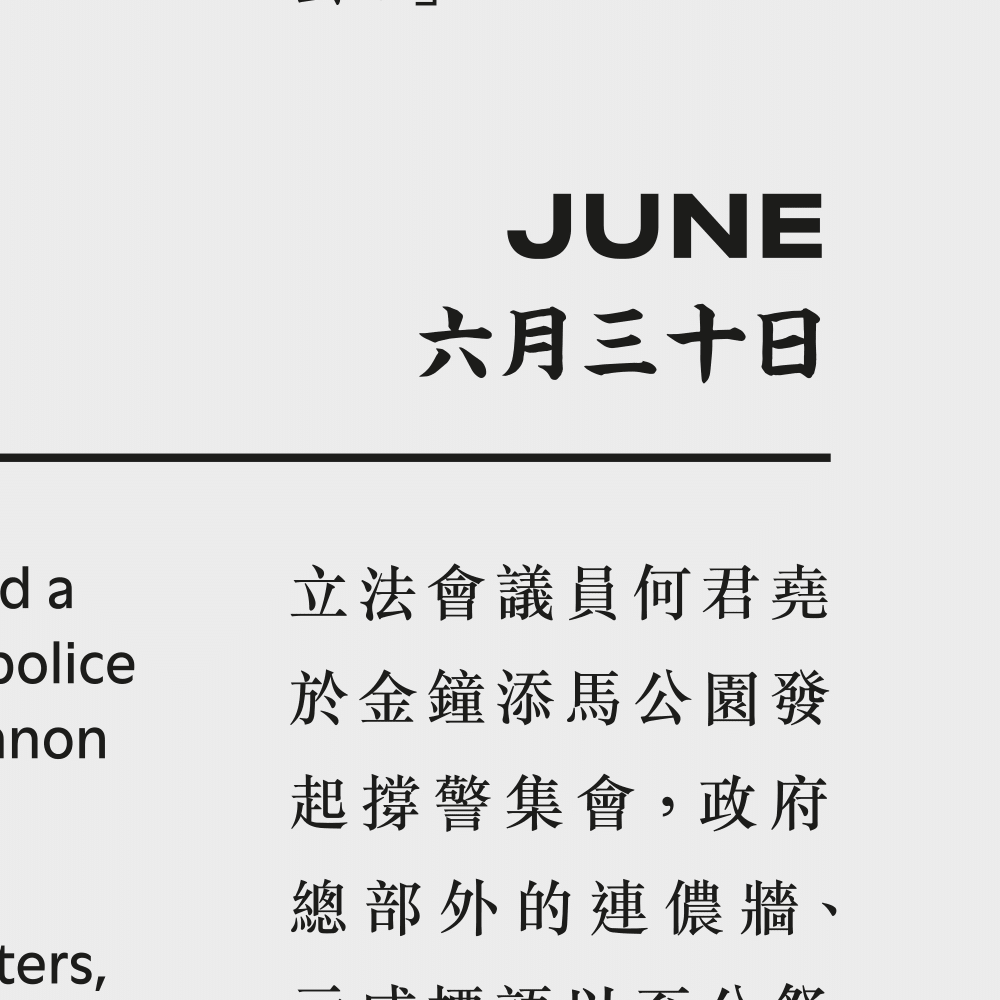 JUNE
六月三十日
d a
police
nnon
ters,
立法會議員何君堯
於金鐘添馬公園發
起撐警集會，政府
總部外的連儂牆、